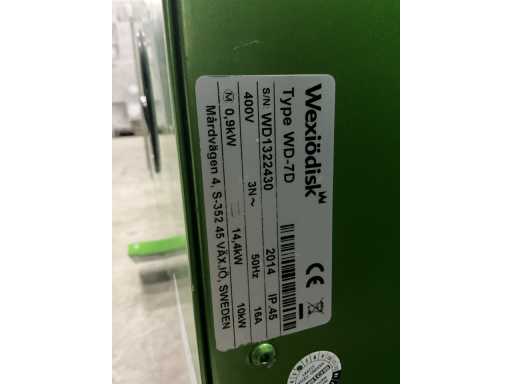 Wexiödisk W
Type WD-7D
S/N: WD1322430 2014 IP.45
400V 3N~ 50Hz 16A
M 0,9kW 14,4kW 10kW
Mårdvägen 4, S-352 45 VÄXJÖ, SWEDEN
CE